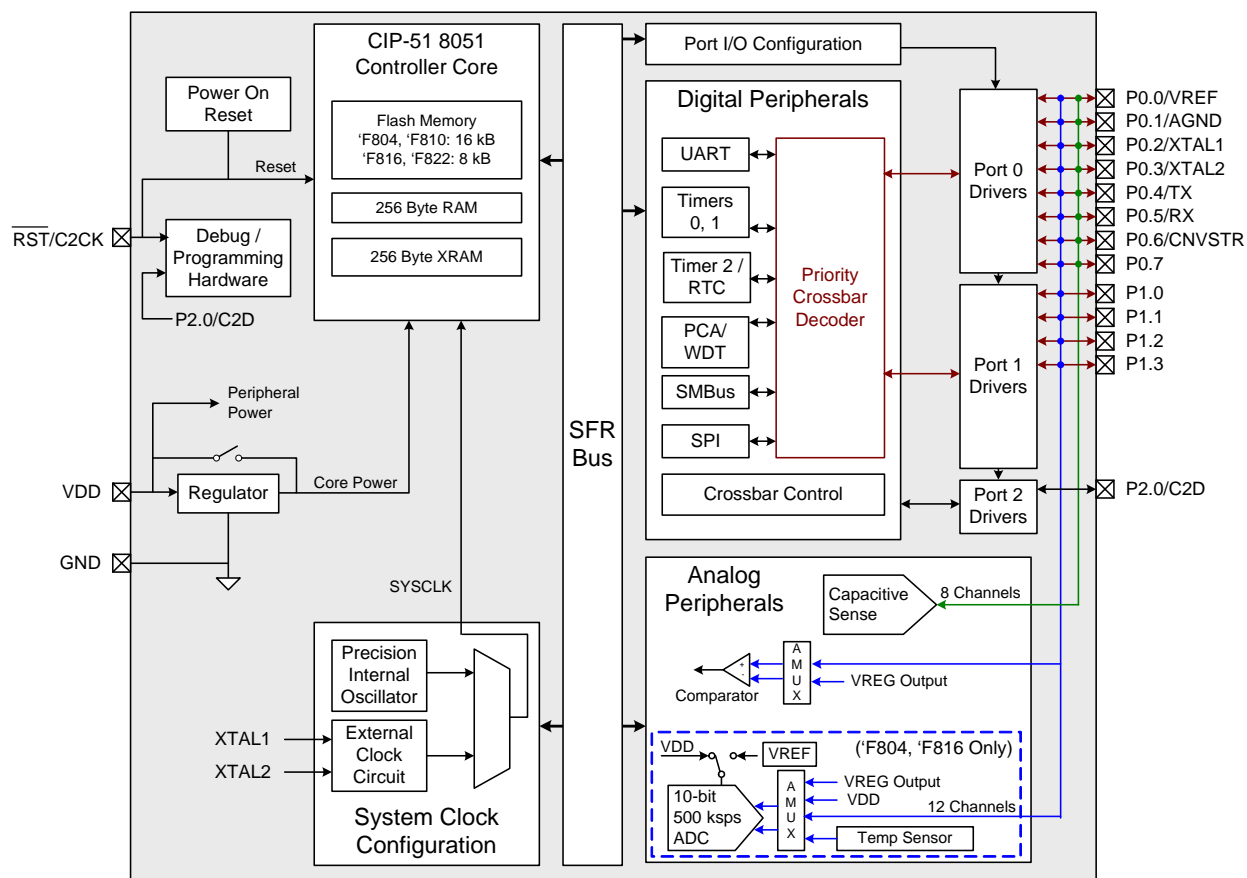 CIP-51 8051
Controller Core
Flash Memory
‘F804, ‘F810: 16 kB
‘F816, ‘F822: 8 kB
256 Byte RAM
256 Byte XRAM
Power On
Reset
Reset
RST/C2CK
Debug /
Programming
Hardware
P2.0/C2D
Peripheral
Power
VDD
Regulator
Core Power
GND
SYSCLK
Precision
Internal
Oscillator
XTAL1
XTAL2
External
Clock
Circuit
System Clock
Configuration
SFR
Bus
Port I/O Configuration
Digital Peripherals
UART
Timers
0, 1
Timer 2 /
RTC
PCA/
WDT
SMBus
SPI
Priority
Crossbar
Decoder
Crossbar Control
Port 0
Drivers
Port 1
Drivers
Port 2
Drivers
P0.0/VREF
P0.1/AGND
P0.2/XTAL1
P0.3/XTAL2
P0.4/TX
P0.5/RX
P0.6/CNVSTR
P0.7
P1.0
P1.1
P1.2
P1.3
P2.0/C2D
Analog
Peripherals
Capacitive
Sense
8 Channels
+
-
Comparator
AMUX
VREG Output
(‘F804, ‘F816 Only)
VDD
VREF
10-bit
500 ksps
ADC
AMUX
VREG Output
VDD
12 Channels
Temp Sensor